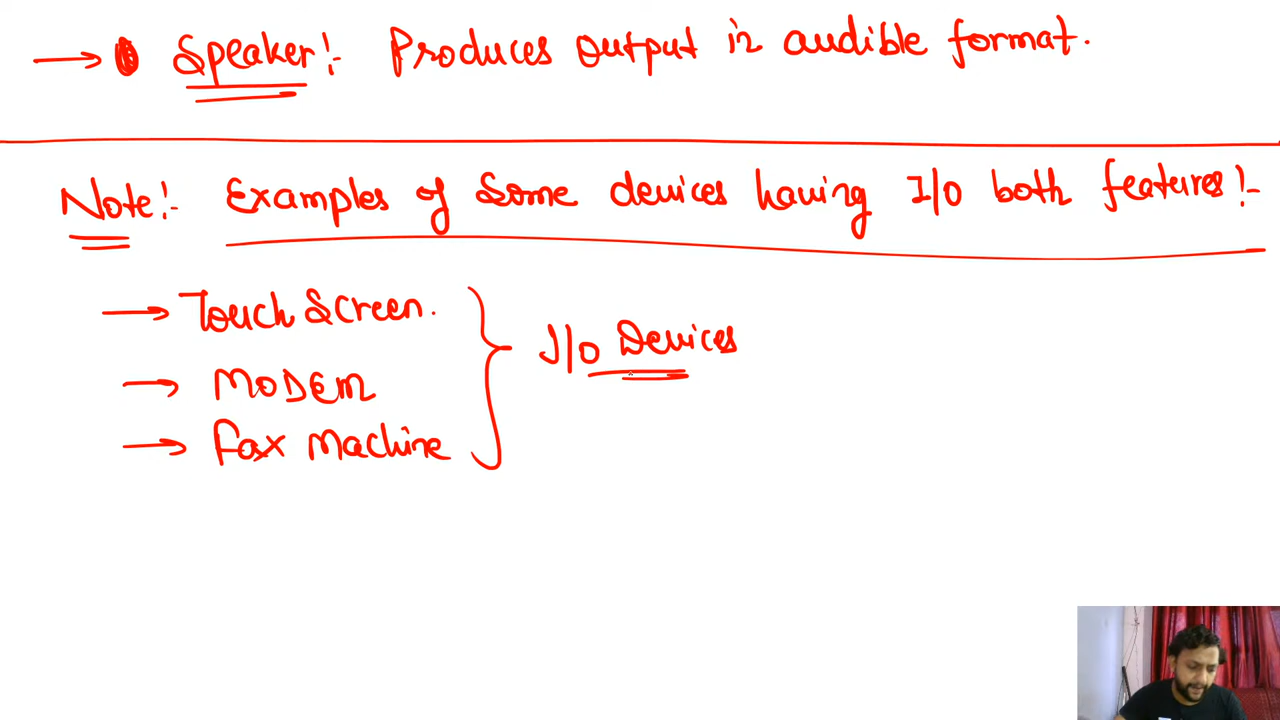 → Speaker:- Produces output in audible format.
Note:- Examples of some devices having I/O both features:-
→ Touch Screen.
→ MODEM
→ Fax Machine
I/O Devices